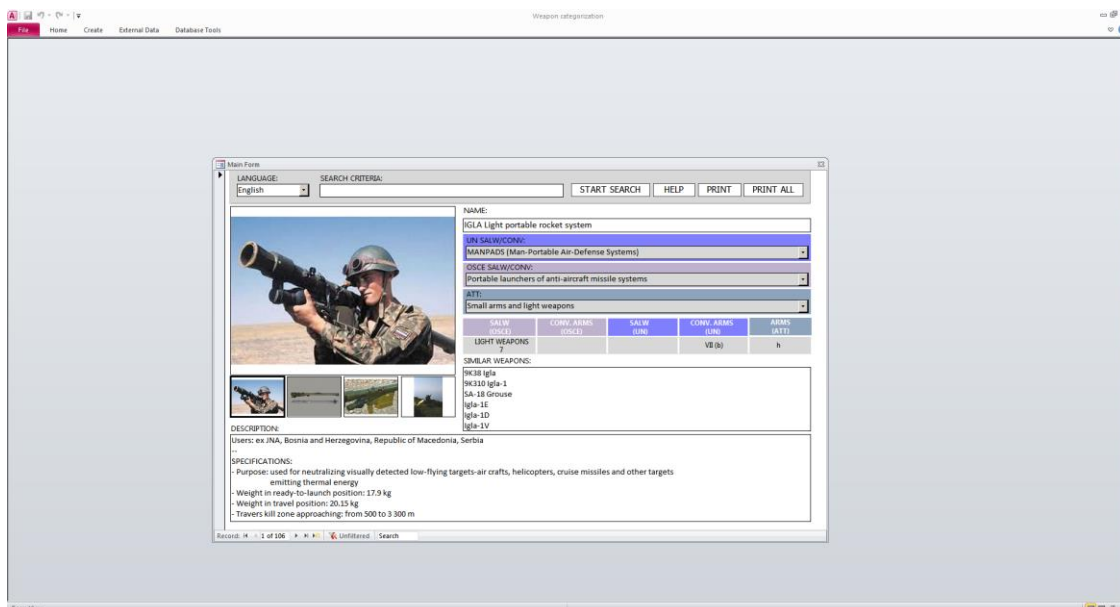 A
Weapon categorization
File Home Create External Data Database Tools
Main Form
LANGUAGE: SEARCH CRITERIA:
English START SEARCH HELP PRINT PRINT ALL
NAME:
IGLA Light portable rocket system
UN SALW/CONV:
MANPADS (Man-Portable Air-Defense Systems)
OSCE SALW/CONV:
Portable launchers of anti-aircraft missile systems
ATT:
Small arms and light weapons
SALW (OSCE) CONV. ARMS (OSCE) SALW (UN) CONV. ARMS (UN) ARMS (ATT)
LIGHT WEAPONS 7 VII (b) h
SIMILAR WEAPONS:
9K38 Igla
9K310 Igla-1
SA-18 Grouse
Igla-1E
Igla-1D
Igla-1V
DESCRIPTION:
Users: ex JNA, Bosnia and Herzegovina, Republic of Macedonia, Serbia
--
SPECIFICATIONS:
- Purpose: used for neutralizing visually detected low-flying targets-air crafts, helicopters, cruise missiles and other targets
emitting thermal energy
- Weight in ready-to-launch position: 17.9 kg
- Weight in travel position: 20.15 kg
- Travers kill zone approaching: from 500 to 3 300 m
Record: 1 of 106 Unfiltered Search